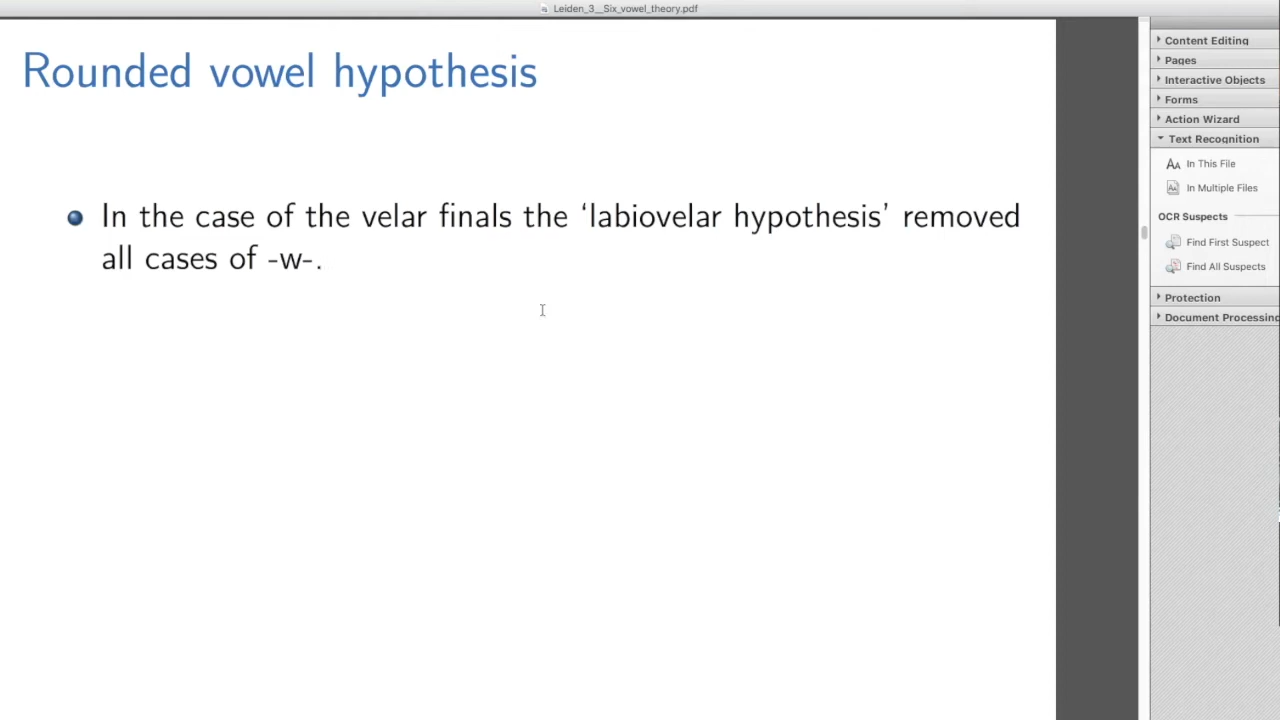 Leiden_3__Six_vowel_theory.pdf
Rounded vowel hypothesis
In the case of the velar finals the ‘labiovelar hypothesis’ removed
all cases of -w-.
Content Editing
Pages
Interactive Objects
Forms
Action Wizard
Text Recognition
In This File
In Multiple Files
OCR Suspects
Find First Suspect
Find All Suspects
Protection
Document Processing